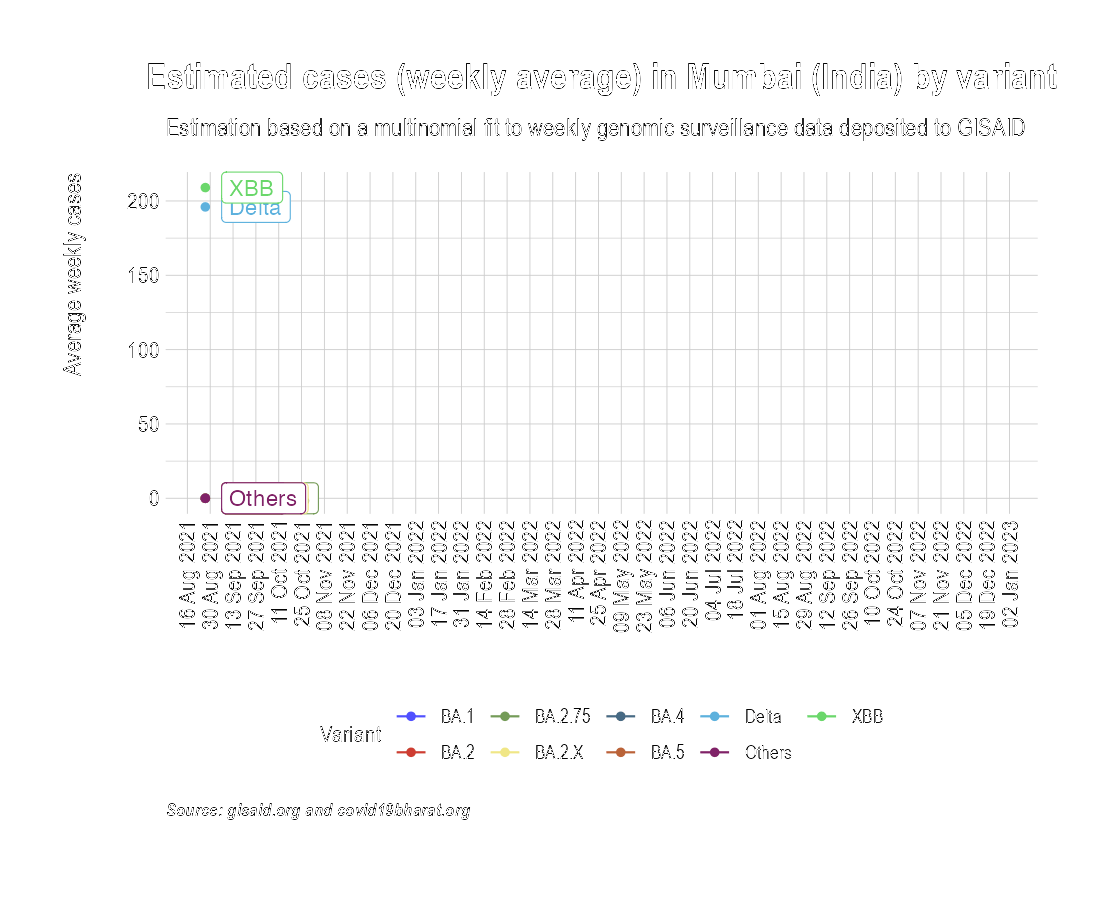 Estimated cases (weekly average) in Mumbai (India) by variant
Estimation based on a multinomial fit to weekly genomic surveillance data deposited to GISAID
Average weekly cases
200
150
100
50
0
XBB
Delta
Others
16 Aug 2021
30 Aug 2021
13 Sep 2021
27 Sep 2021
11 Oct 2021
25 Oct 2021
08 Nov 2021
22 Nov 2021
06 Dec 2021
20 Dec 2021
03 Jan 2022
17 Jan 2022
31 Jan 2022
14 Feb 2022
28 Feb 2022
14 Mar 2022
28 Mar 2022
11 Apr 2022
25 Apr 2022
09 May 2022
23 May 2022
06 Jun 2022
20 Jun 2022
04 Jul 2022
18 Jul 2022
01 Aug 2022
15 Aug 2022
29 Aug 2022
12 Sep 2022
26 Sep 2022
10 Oct 2022
24 Oct 2022
07 Nov 2022
21 Nov 2022
05 Dec 2022
19 Dec 2022
02 Jan 2023
Variant
BA.1 BA.2.75 BA.4 Delta XBB
BA.2 BA.2.X BA.5 Others
Source: gisaid.org and covid19bharat.org